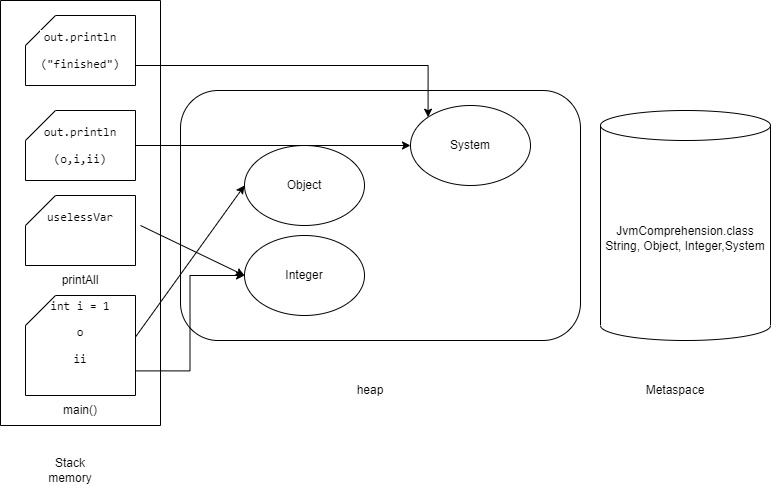 out.println
("finished")
out.println
(o,i,ii)
uselessVar
printAll
int i = 1
o
ii
main()
Stack
memory
System
Object
Integer
heap
JvmComprehension.class
String, Object, Integer,System
Metaspace